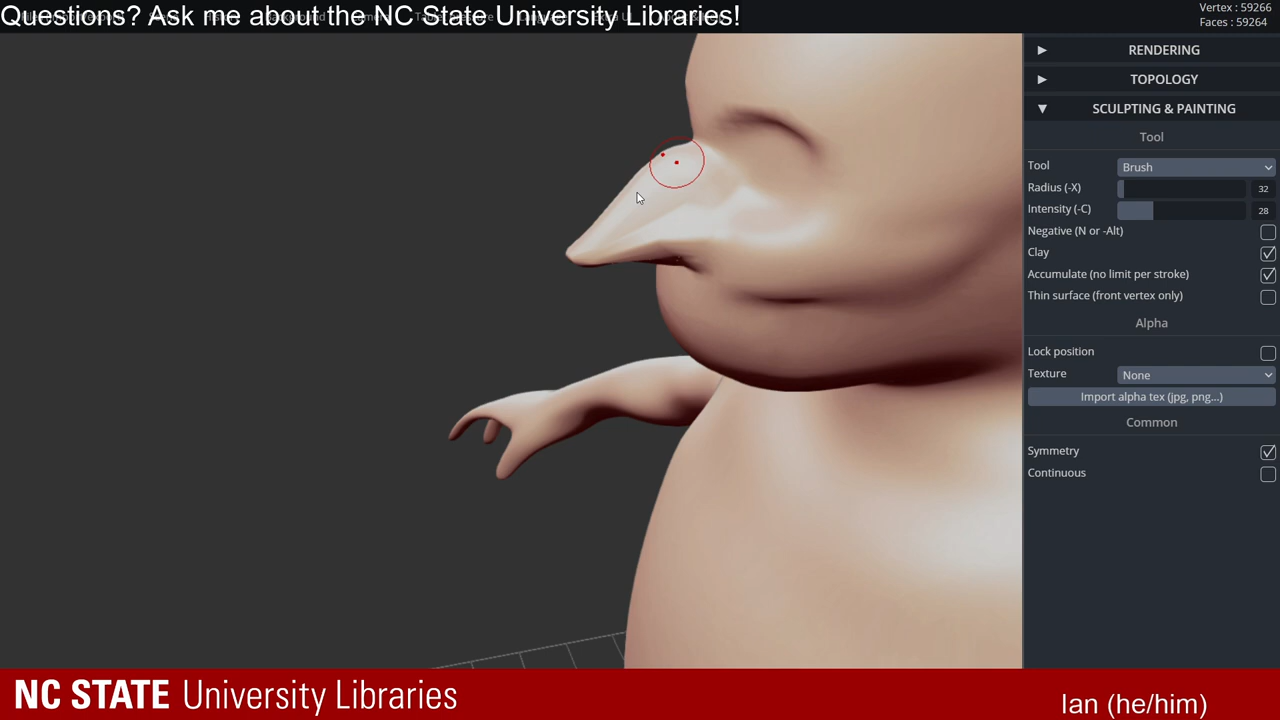 Questions? Ask me about the NC State University Libraries!
Vertex : 59266
Faces : 59264
RENDERING
TOPOLOGY
SCULPTING & PAINTING
Tool
Tool Brush
Radius (-X) 32
Intensity (-C) 28
Negative (N or -Alt)
Clay
Accumulate (no limit per stroke)
Thin surface (front vertex only)
Alpha
Lock position
Texture None
Import alpha tex (jpg, png...)
Common
Symmetry
Continuous
NC STATE University Libraries
Ian (he/him)